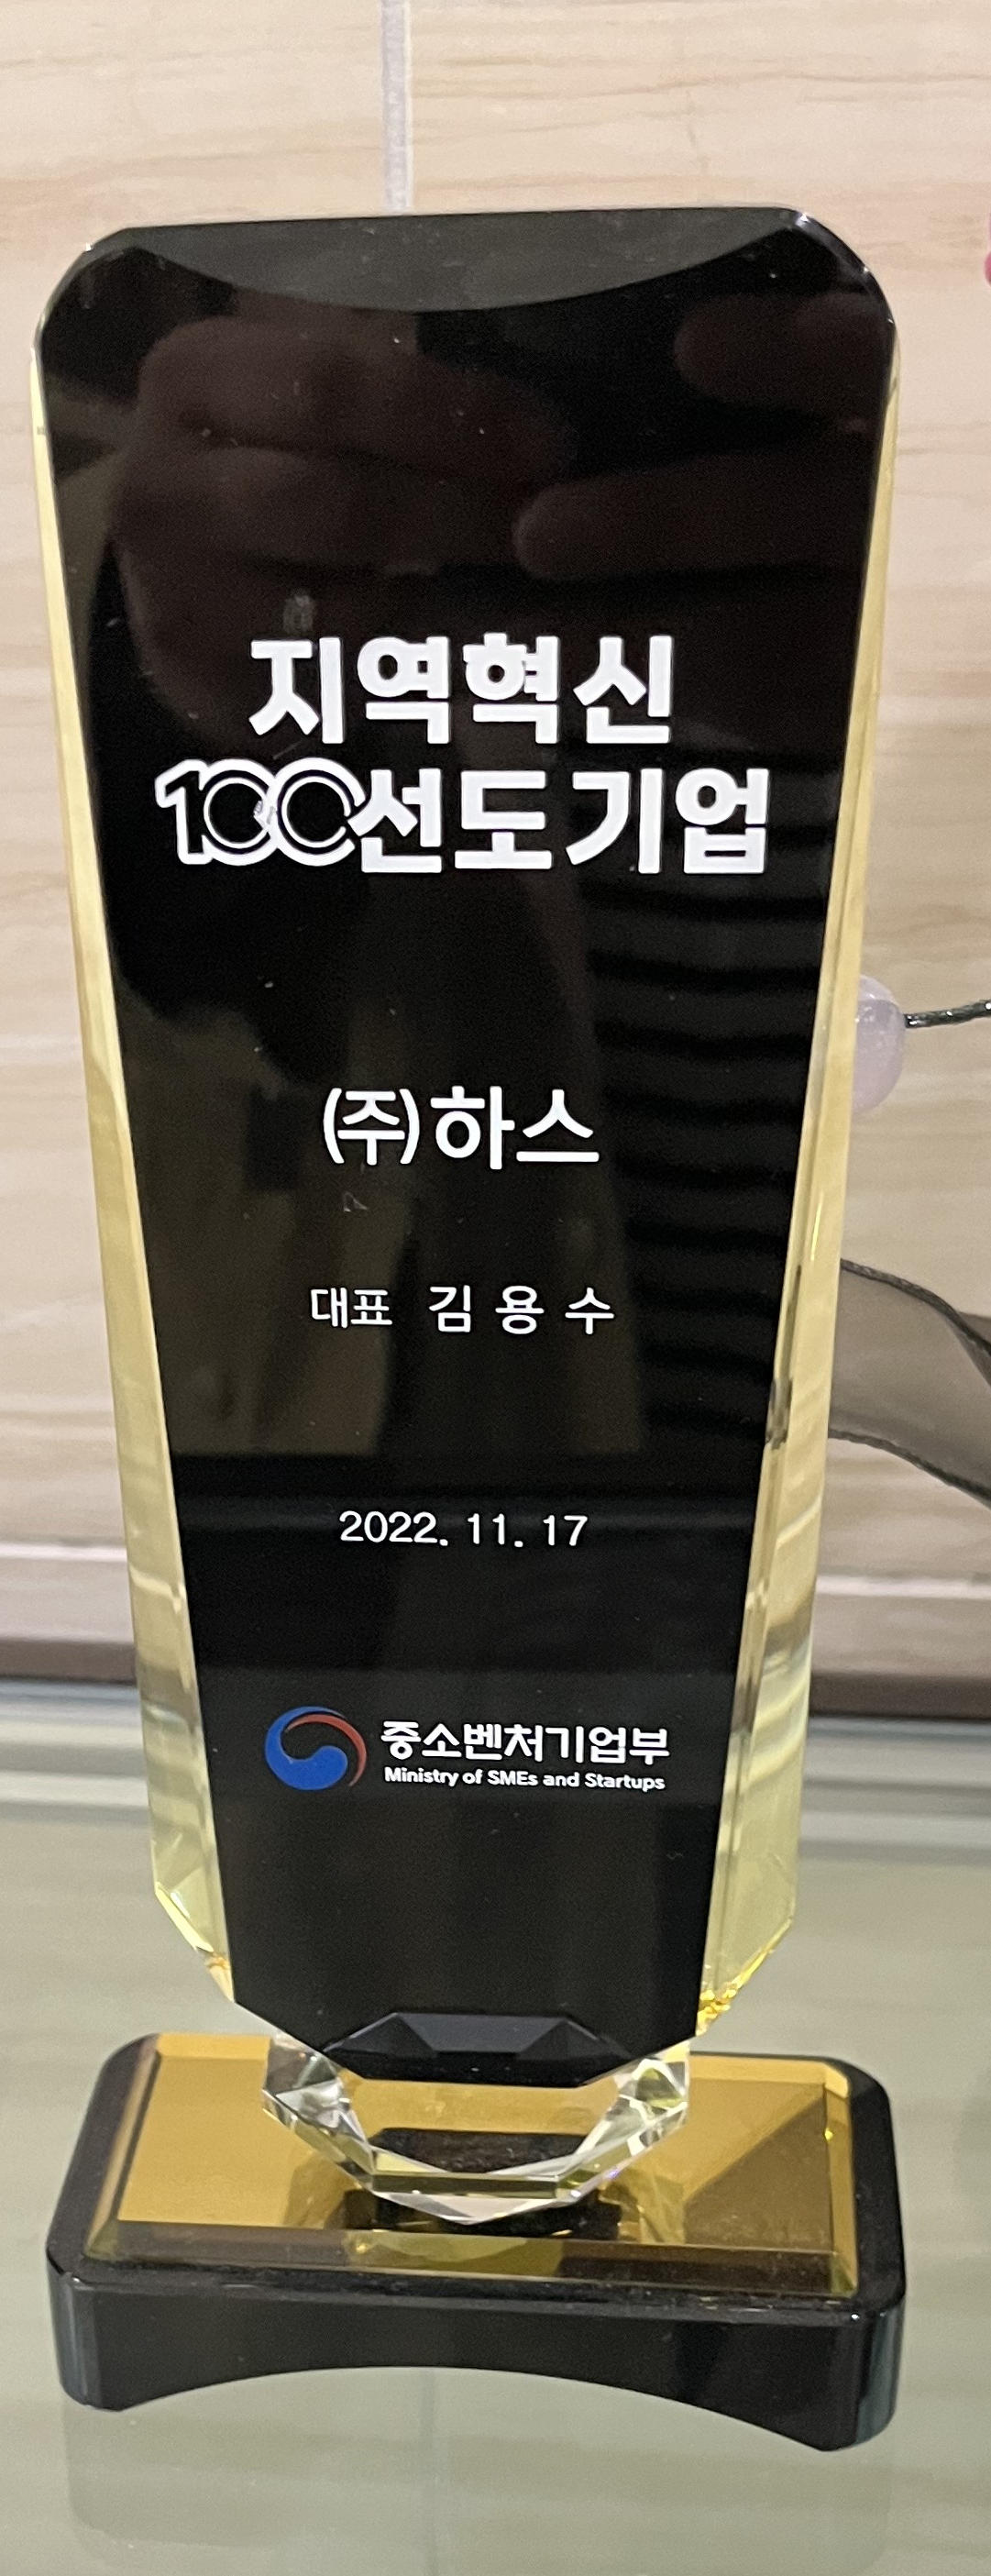 지역혁신
100선도기업
(주)하스
대표 김용수
2022. 11. 17
중소벤처기업부
Ministry of SMEs and Startups